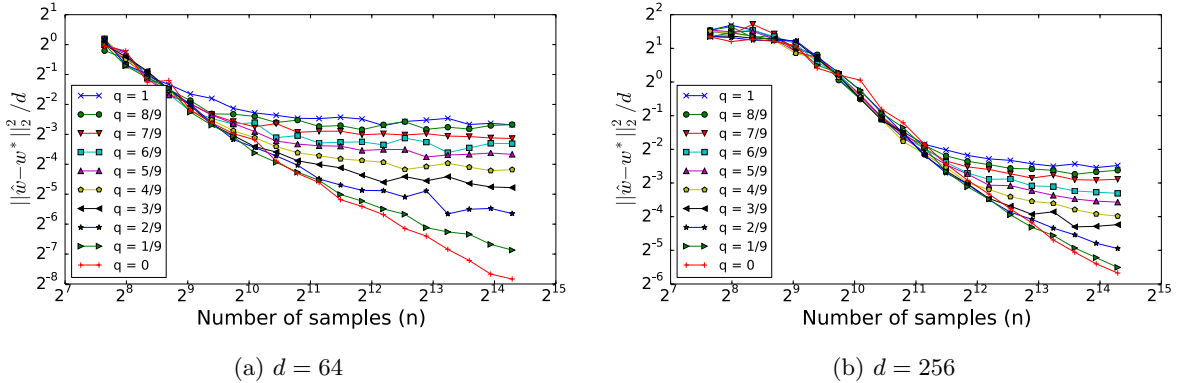 2^1
2^0
2^{-1}
2^{-2}
2^{-3}
2^{-4}
2^{-5}
2^{-6}
2^{-7}
2^{-8}
||ŵ − w*||_2^2/d
q = 1
q = 8/9
q = 7/9
q = 6/9
q = 5/9
q = 4/9
q = 3/9
q = 2/9
q = 1/9
q = 0
2^7 2^8 2^9 2^{10} 2^{11} 2^{12} 2^{13} 2^{14} 2^{15}
Number of samples (n)
(a) d = 64
2^2
2^1
2^0
2^{-1}
2^{-2}
2^{-3}
2^{-4}
2^{-5}
2^{-6}
||ŵ − w*||_2^2/d
q = 1
q = 8/9
q = 7/9
q = 6/9
q = 5/9
q = 4/9
q = 3/9
q = 2/9
q = 1/9
q = 0
2^7 2^8 2^9 2^{10} 2^{11} 2^{12} 2^{13} 2^{14} 2^{15}
Number of samples (n)
(b) d = 256